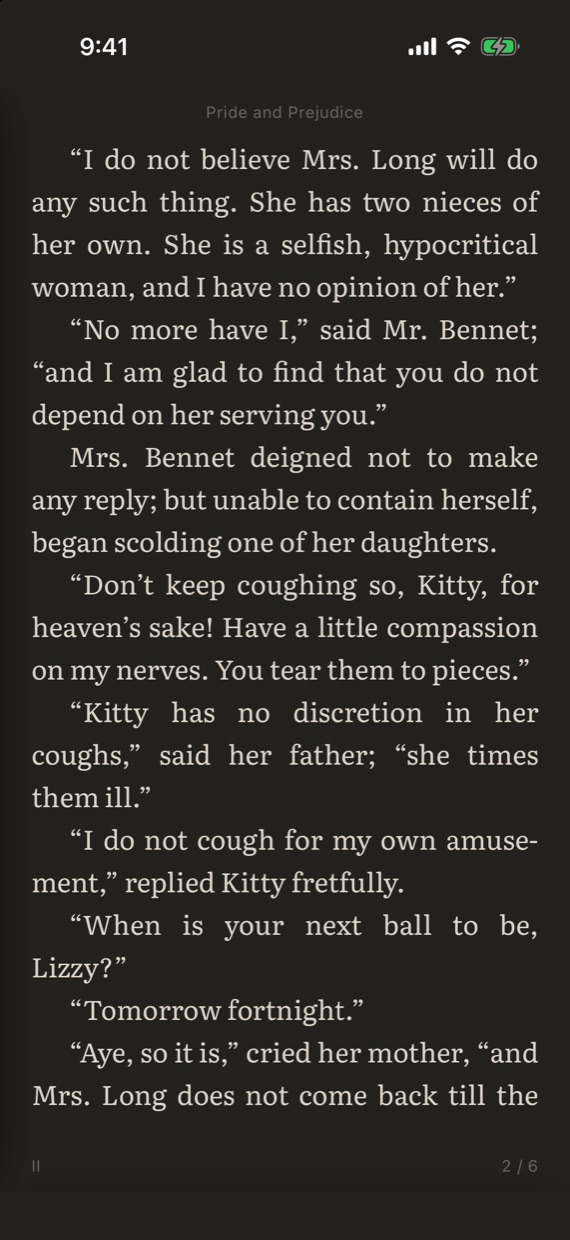 9:41
Pride and Prejudice
“I do not believe Mrs. Long will do
any such thing. She has two nieces of
her own. She is a selfish, hypocritical
woman, and I have no opinion of her.”
“No more have I,” said Mr. Bennet;
“and I am glad to find that you do not
depend on her serving you.”
Mrs. Bennet deigned not to make
any reply; but unable to contain herself,
began scolding one of her daughters.
“Don’t keep coughing so, Kitty, for
heaven’s sake! Have a little compassion
on my nerves. You tear them to pieces.”
“Kitty has no discretion in her
coughs,” said her father; “she times
them ill.”
“I do not cough for my own amuse-
ment,” replied Kitty fretfully.
“When is your next ball to be,
Lizzy?”
“Tomorrow fortnight.”
“Aye, so it is,” cried her mother, “and
Mrs. Long does not come back till the
II
2 / 6